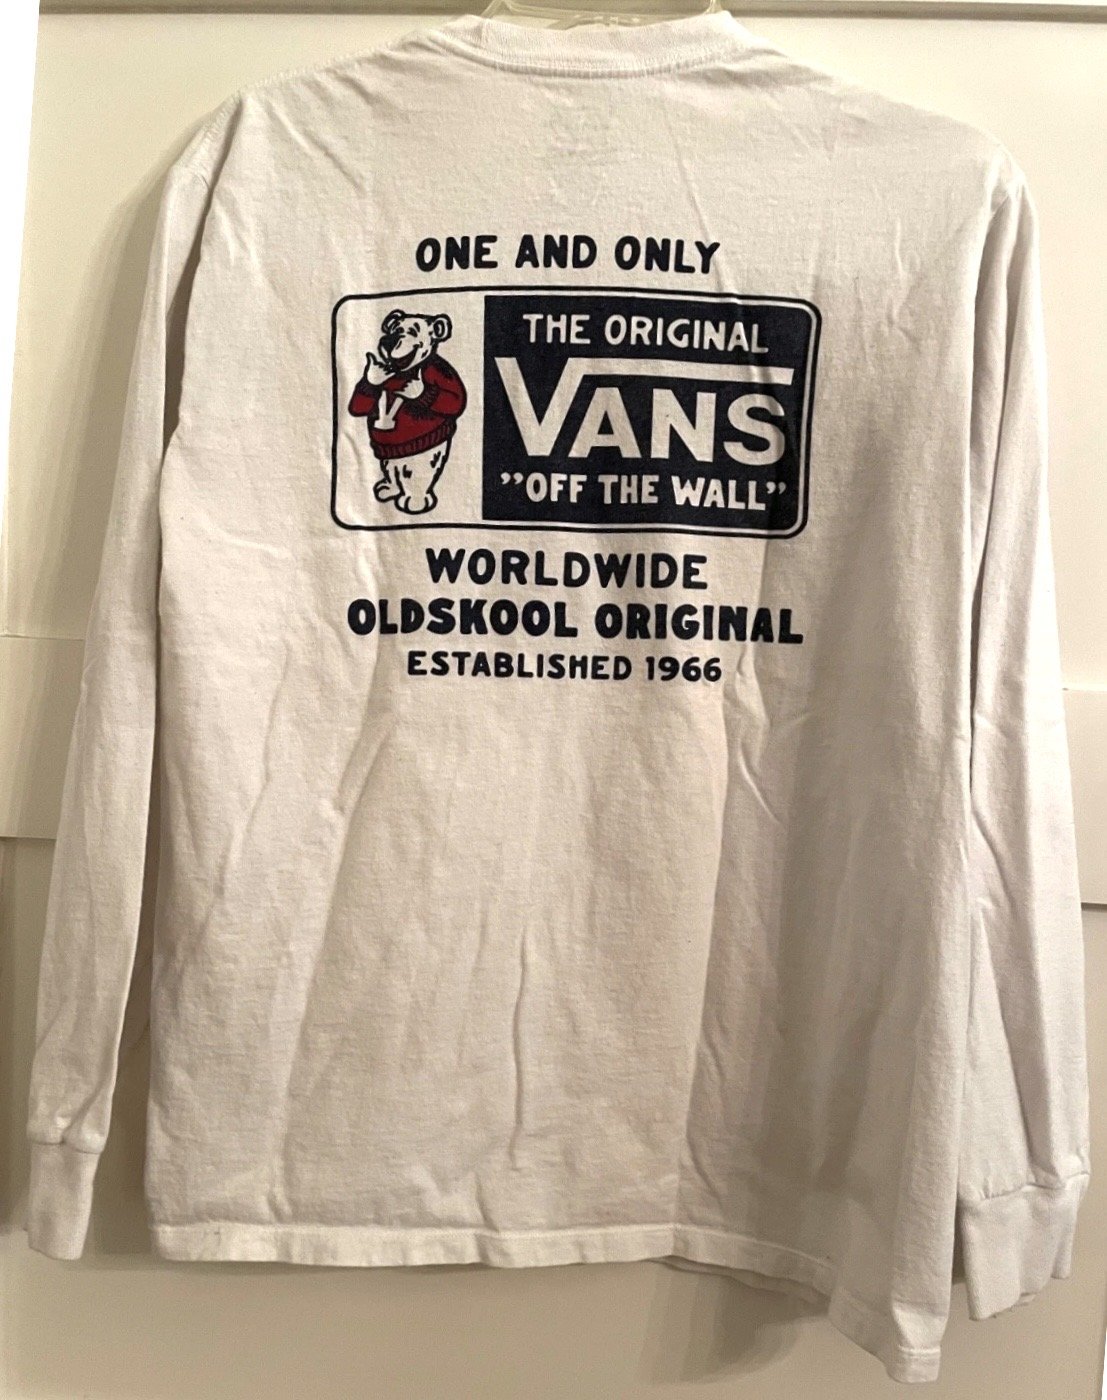 ONE AND ONLY
THE ORIGINAL
VANS
”OFF THE WALL”
V
WORLDWIDE
OLDSKOOL ORIGINAL
ESTABLISHED 1966